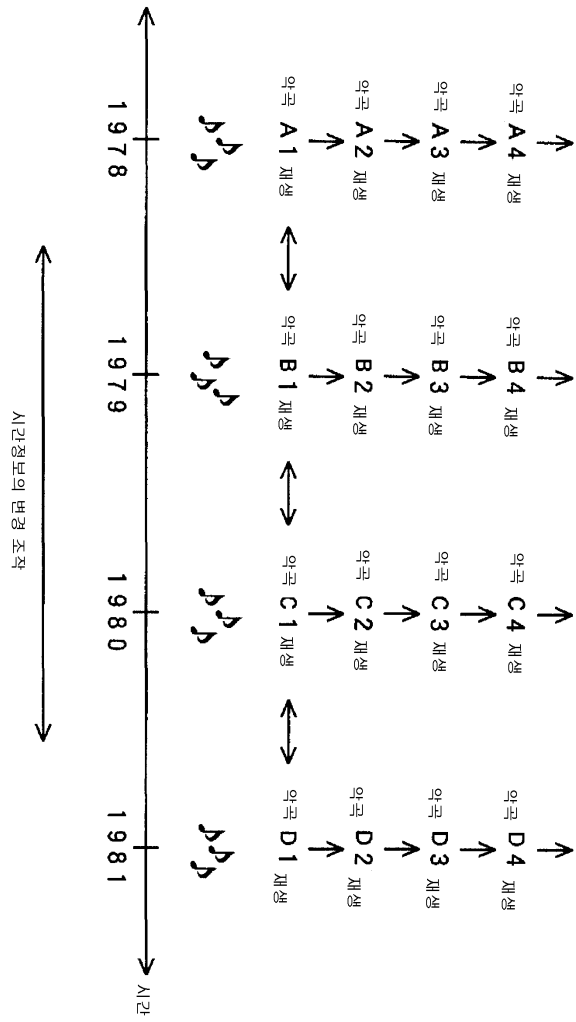 악곡 A4 재생 악곡 B4 재생 악곡 C4 재생 악곡 D4 재생
악곡 A3 재생 악곡 B3 재생 악곡 C3 재생 악곡 D3 재생
악곡 A2 재생 악곡 B2 재생 악곡 C2 재생 악곡 D2 재생
악곡 A1 재생 악곡 B1 재생 악곡 C1 재생 악곡 D1 재생
시간
1978 1979 1980 1981
시간정보의 변경 조작